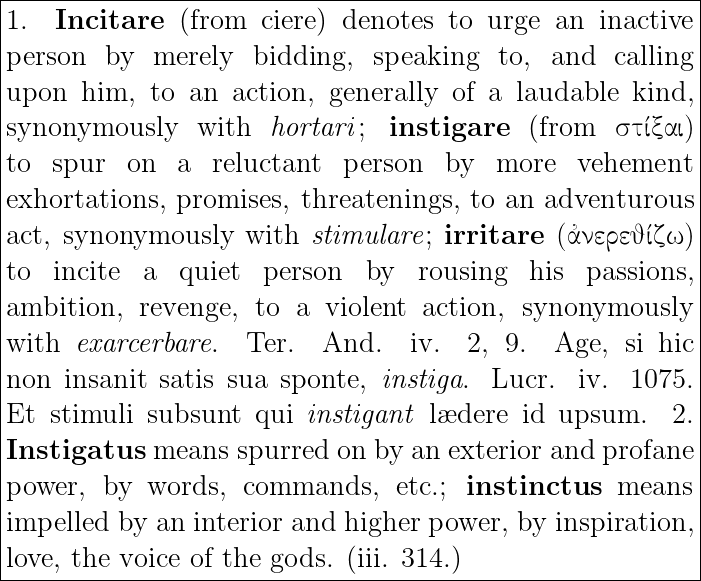 1. Incitare (from ciere) denotes to urge an inactive
person by merely bidding, speaking to, and calling
upon him, to an action, generally of a laudable kind,
synonymously with hortari; instigare (from στίξαι)
to spur on a reluctant person by more vehement
exhortations, promises, threatenings, to an adventurous
act, synonymously with stimulare; irritare (ἀνερεθίζω)
to incite a quiet person by rousing his passions,
ambition, revenge, to a violent action, synonymously
with exarcerbare. Ter. And. iv. 2, 9. Age, si hic
non insanit satis sua sponte, instiga. Lucr. iv. 1075.
Et stimuli subsunt qui instigant lædere id upsum. 2.
Instigatus means spurred on by an exterior and profane
power, by words, commands, etc.; instinctus means
impelled by an interior and higher power, by inspiration,
love, the voice of the gods. (iii. 314.)